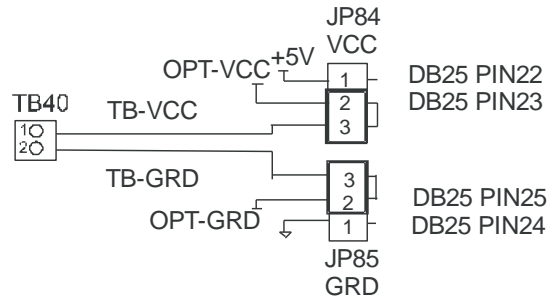 JP84
VCC
+5V
OPT-VCC
1
DB25 PIN22
2
DB25 PIN23
TB40
TB-VCC
3
1
2
TB-GRD
3
2
DB25 PIN25
OPT-GRD
1
DB25 PIN24
JP85
GRD